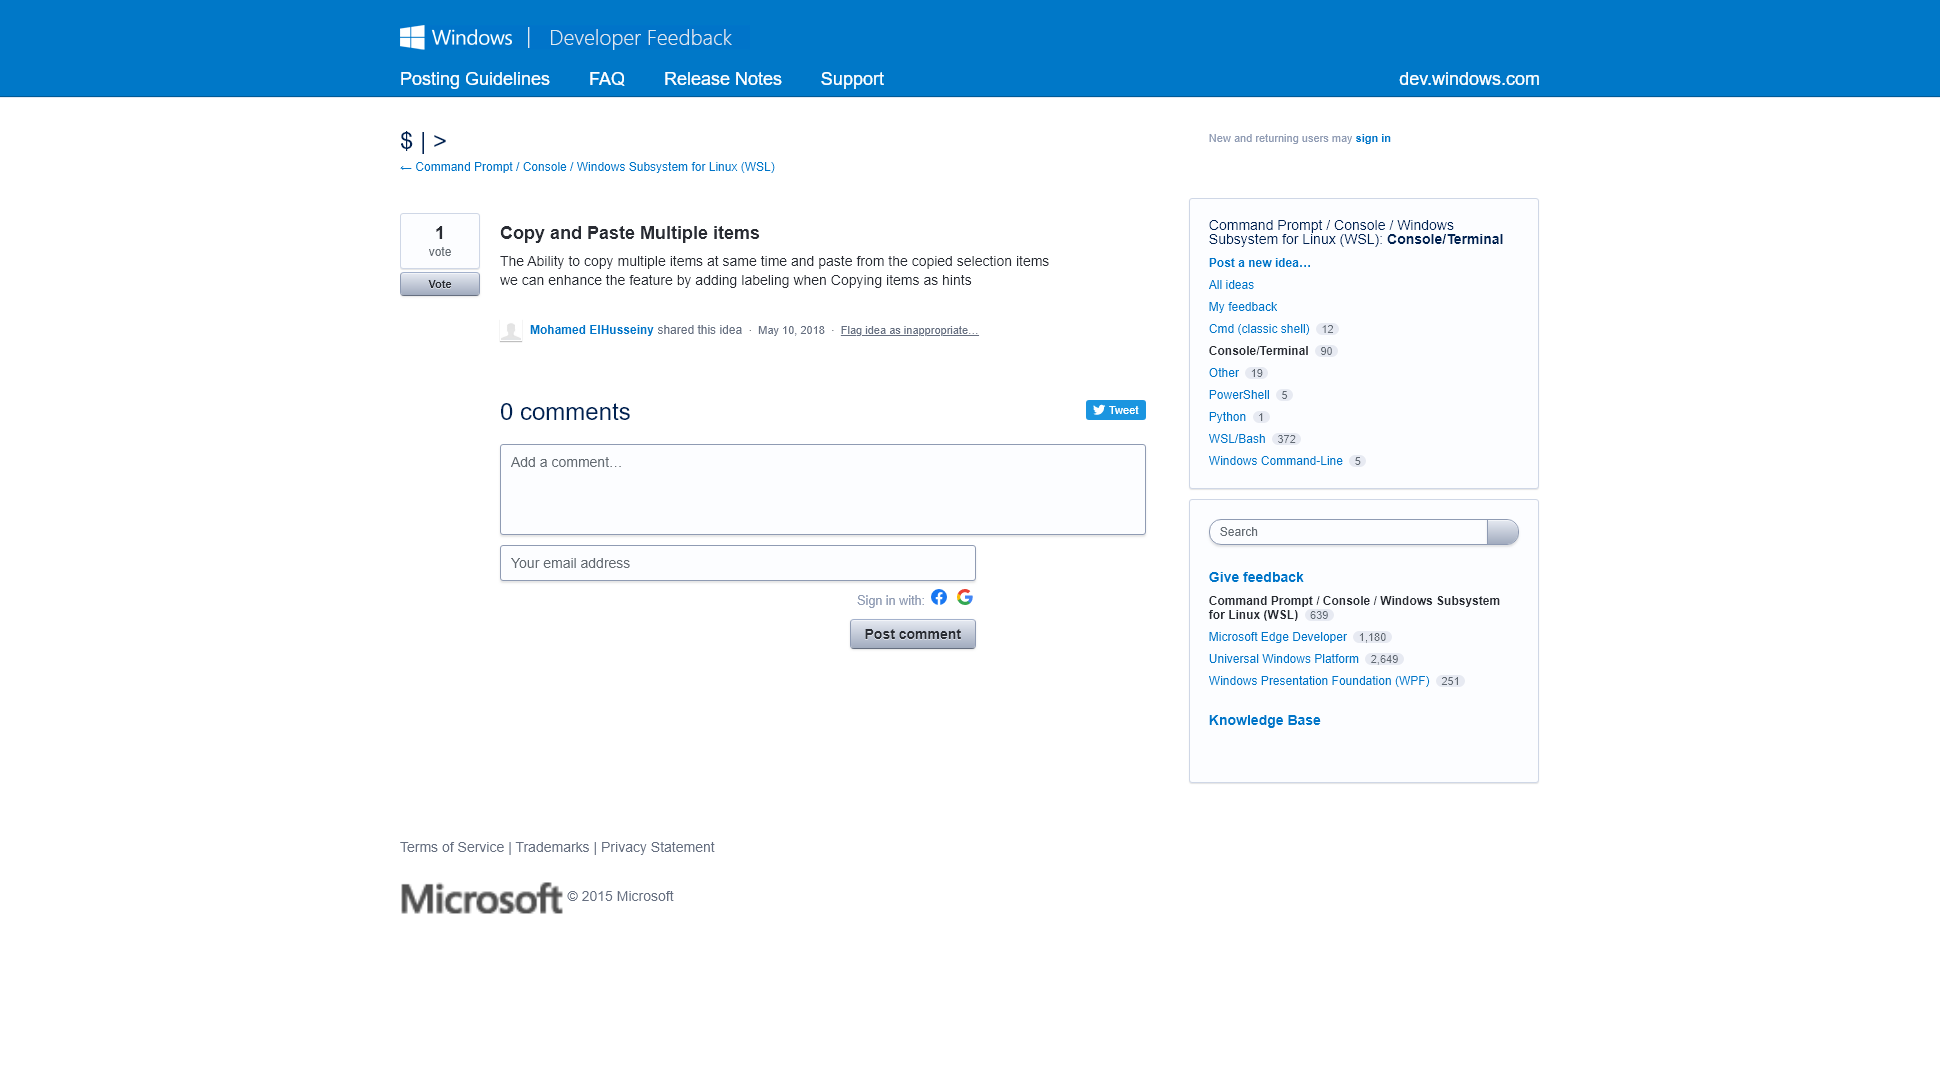 Windows | Developer Feedback
Posting Guidelines FAQ Release Notes Support dev.windows.com
$ | >
← Command Prompt / Console / Windows Subsystem for Linux (WSL)
New and returning users may sign in
1
vote
Vote
Copy and Paste Multiple items
The Ability to copy multiple items at same time and paste from the copied selection items
we can enhance the feature by adding labeling when Copying items as hints
Mohamed ElHusseiny shared this idea · May 10, 2018 · Flag idea as inappropriate…
0 comments
Tweet
Add a comment…
Your email address
Sign in with:
Post comment
Command Prompt / Console / Windows
Subsystem for Linux (WSL): Console/Terminal
Post a new idea…
All ideas
My feedback
Cmd (classic shell) 12
Console/Terminal 90
Other 19
PowerShell 5
Python 1
WSL/Bash 372
Windows Command-Line 5
Search
Give feedback
Command Prompt / Console / Windows Subsystem
for Linux (WSL) 639
Microsoft Edge Developer 1,180
Universal Windows Platform 2,649
Windows Presentation Foundation (WPF) 251
Knowledge Base
Terms of Service | Trademarks | Privacy Statement
Microsoft © 2015 Microsoft